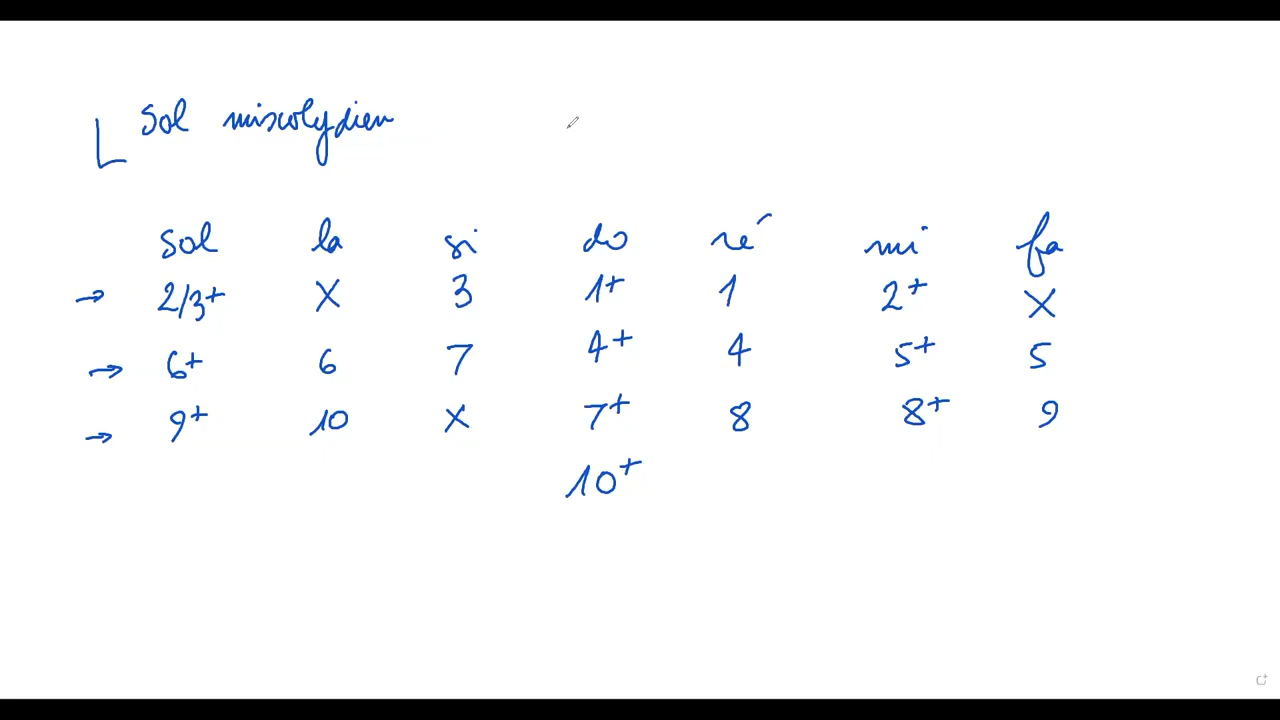 Sol mixolydien
sol la si do ré mi fa
→ 2/3+ X 3 1+ 1 2+ X
→ 6+ 6 7 4+ 4 5+ 5
→ 9+ 10 X 7+ 8 8+ 9
10+